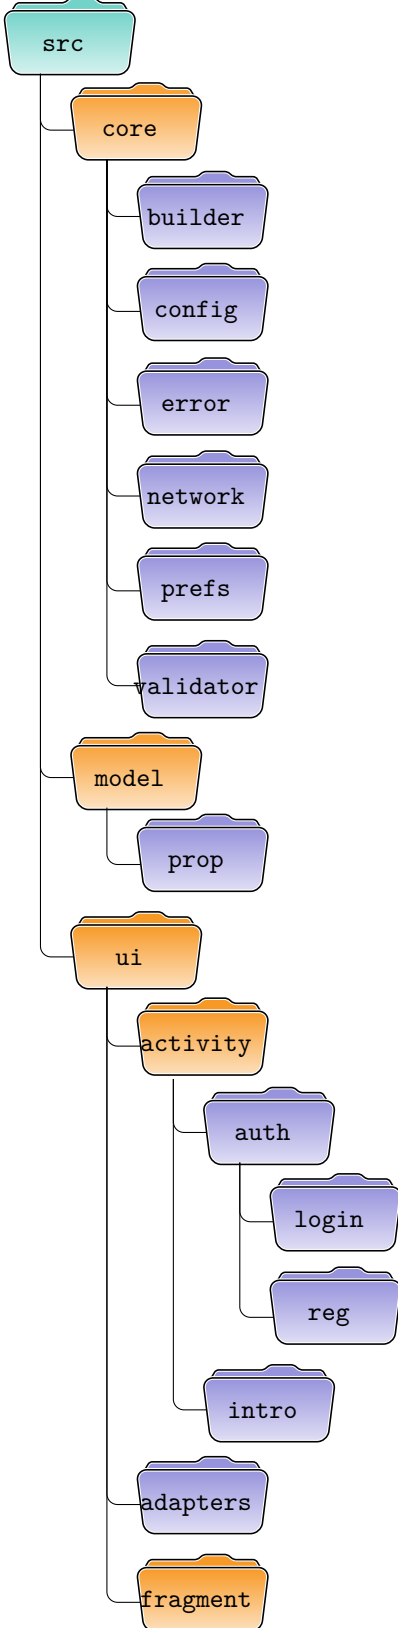 src
core
builder
config
error
network
prefs
validator
model
prop
ui
activity
auth
login
reg
intro
adapters
fragment